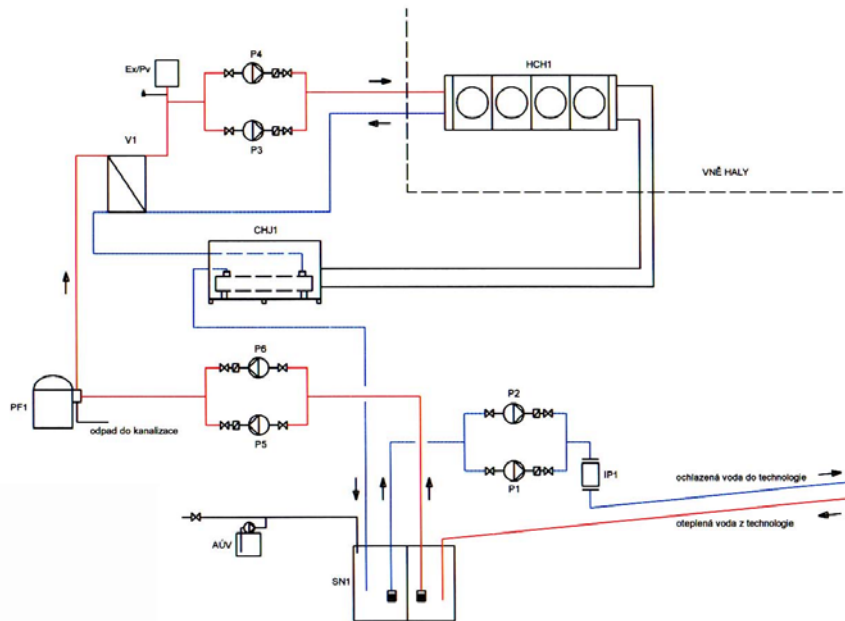 P4
HCH1
Ex/Pv
P3
V1
VNĚ HALY
CHJ1
P6
P2
PF1
odpad do kanalizace
P5
P1
IP1
ochlazená voda do technologie
oteplená voda z technologie
AÚV
SN1